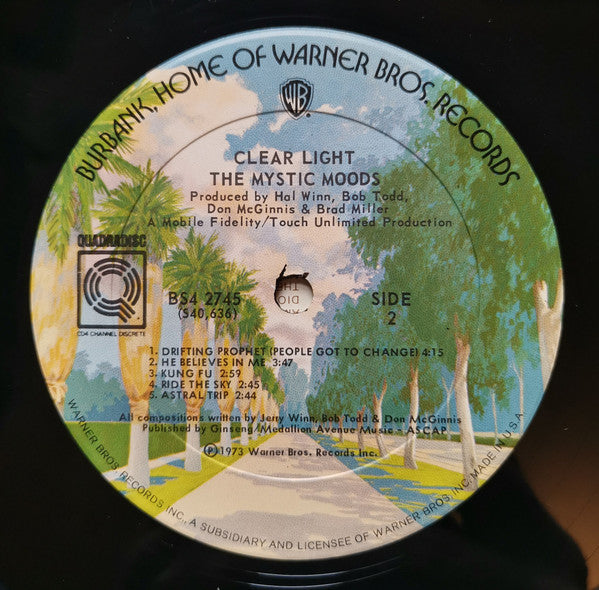 BURBANK, HOME OF WARNER BROS. RECORDS
WB
CLEAR LIGHT
THE MYSTIC MOODS
Produced by Hal Winn, Bob Todd,
Don McGinnis & Brad Miller
A Mobile Fidelity/Touch Unlimited Production
QUADRADISC
CD4 CHANNEL DISCRETE
BS4 2745
(S40,636)
SIDE
2
1. DRIFTING PROPHET (PEOPLE GOT TO CHANGE) 4:15
2. HE BELIEVES IN ME 3:47
3. KUNG FU 2:59
4. RIDE THE SKY 2:45
5. ASTRAL TRIP 2:44
All compositions written by Jerry Winn, Bob Todd & Don McGinnis
Published by Ginseng/Medallion Avenue Music - ASCAP
Ⓟ1973 Warner Bros. Records Inc.
WARNER BROS. RECORDS INC., A SUBSIDIARY AND LICENSEE OF WARNER BROS. INC. MADE IN U.S.A.